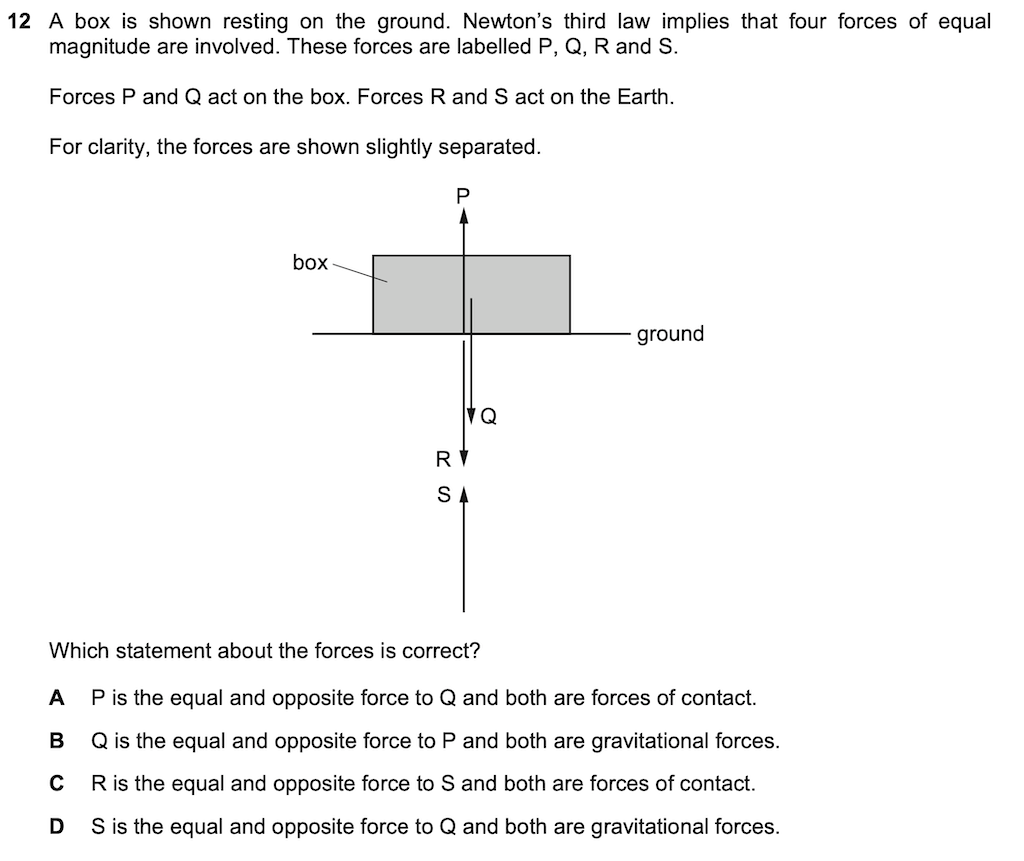 12 A box is shown resting on the ground. Newton's third law implies that four forces of equal
magnitude are involved. These forces are labelled P, Q, R and S.
Forces P and Q act on the box. Forces R and S act on the Earth.
For clarity, the forces are shown slightly separated.
P
box
ground
Q
R
S
Which statement about the forces is correct?
A P is the equal and opposite force to Q and both are forces of contact.
B Q is the equal and opposite force to P and both are gravitational forces.
C R is the equal and opposite force to S and both are forces of contact.
D S is the equal and opposite force to Q and both are gravitational forces.